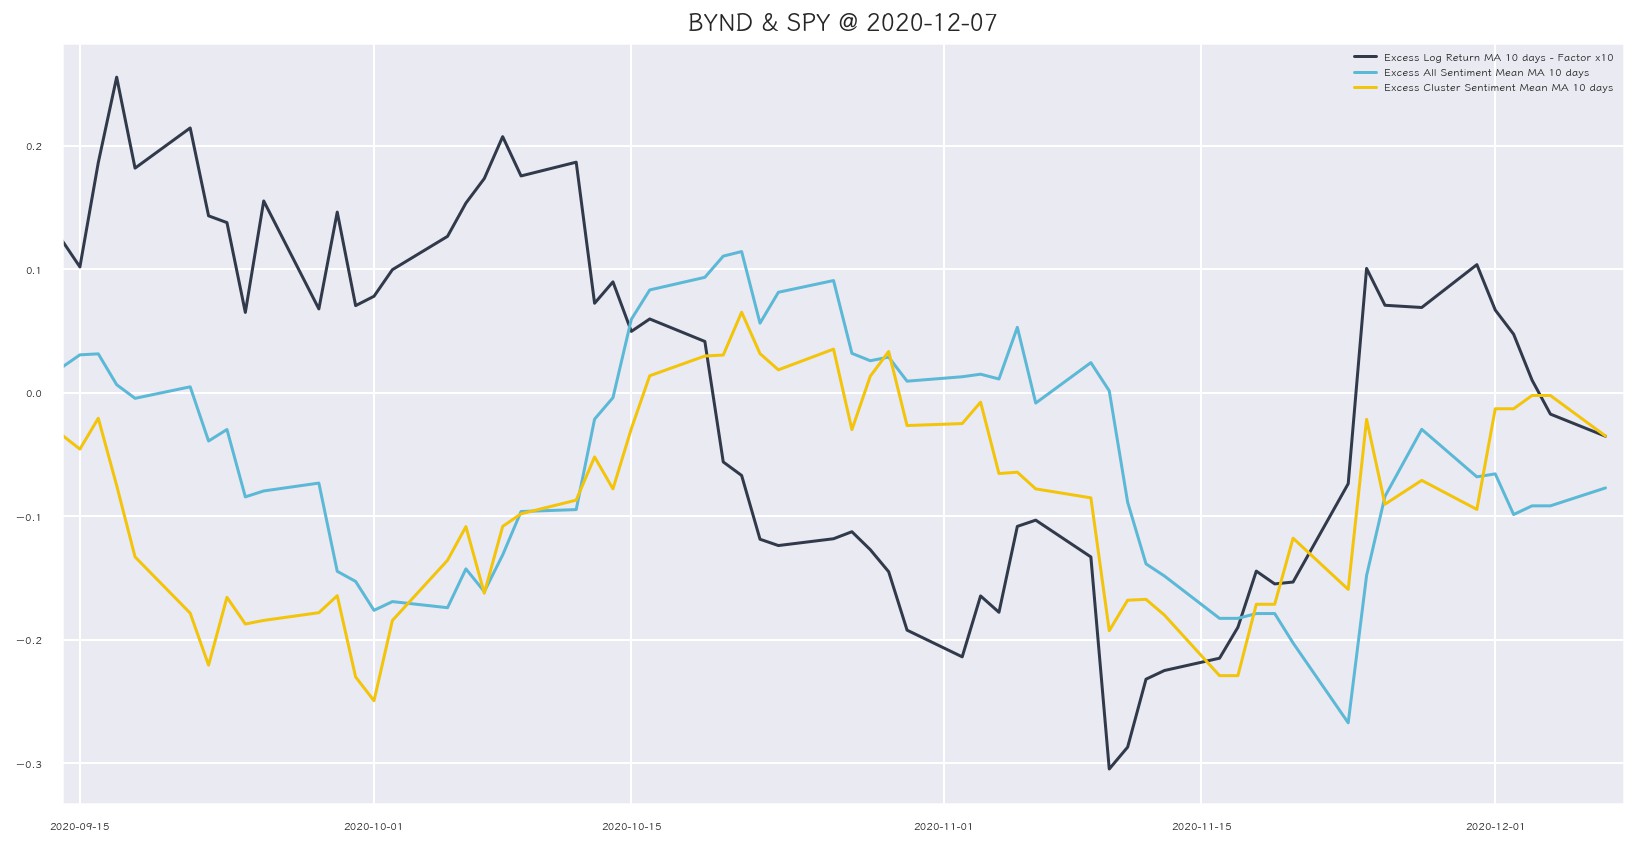 BYND & SPY @ 2020-12-07
Excess Log Return MA 10 days - Factor x10
Excess All Sentiment Mean MA 10 days
Excess Cluster Sentiment Mean MA 10 days
0.2
0.1
0.0
−0.1
−0.2
−0.3
2020-09-15 2020-10-01 2020-10-15 2020-11-01 2020-11-15 2020-12-01